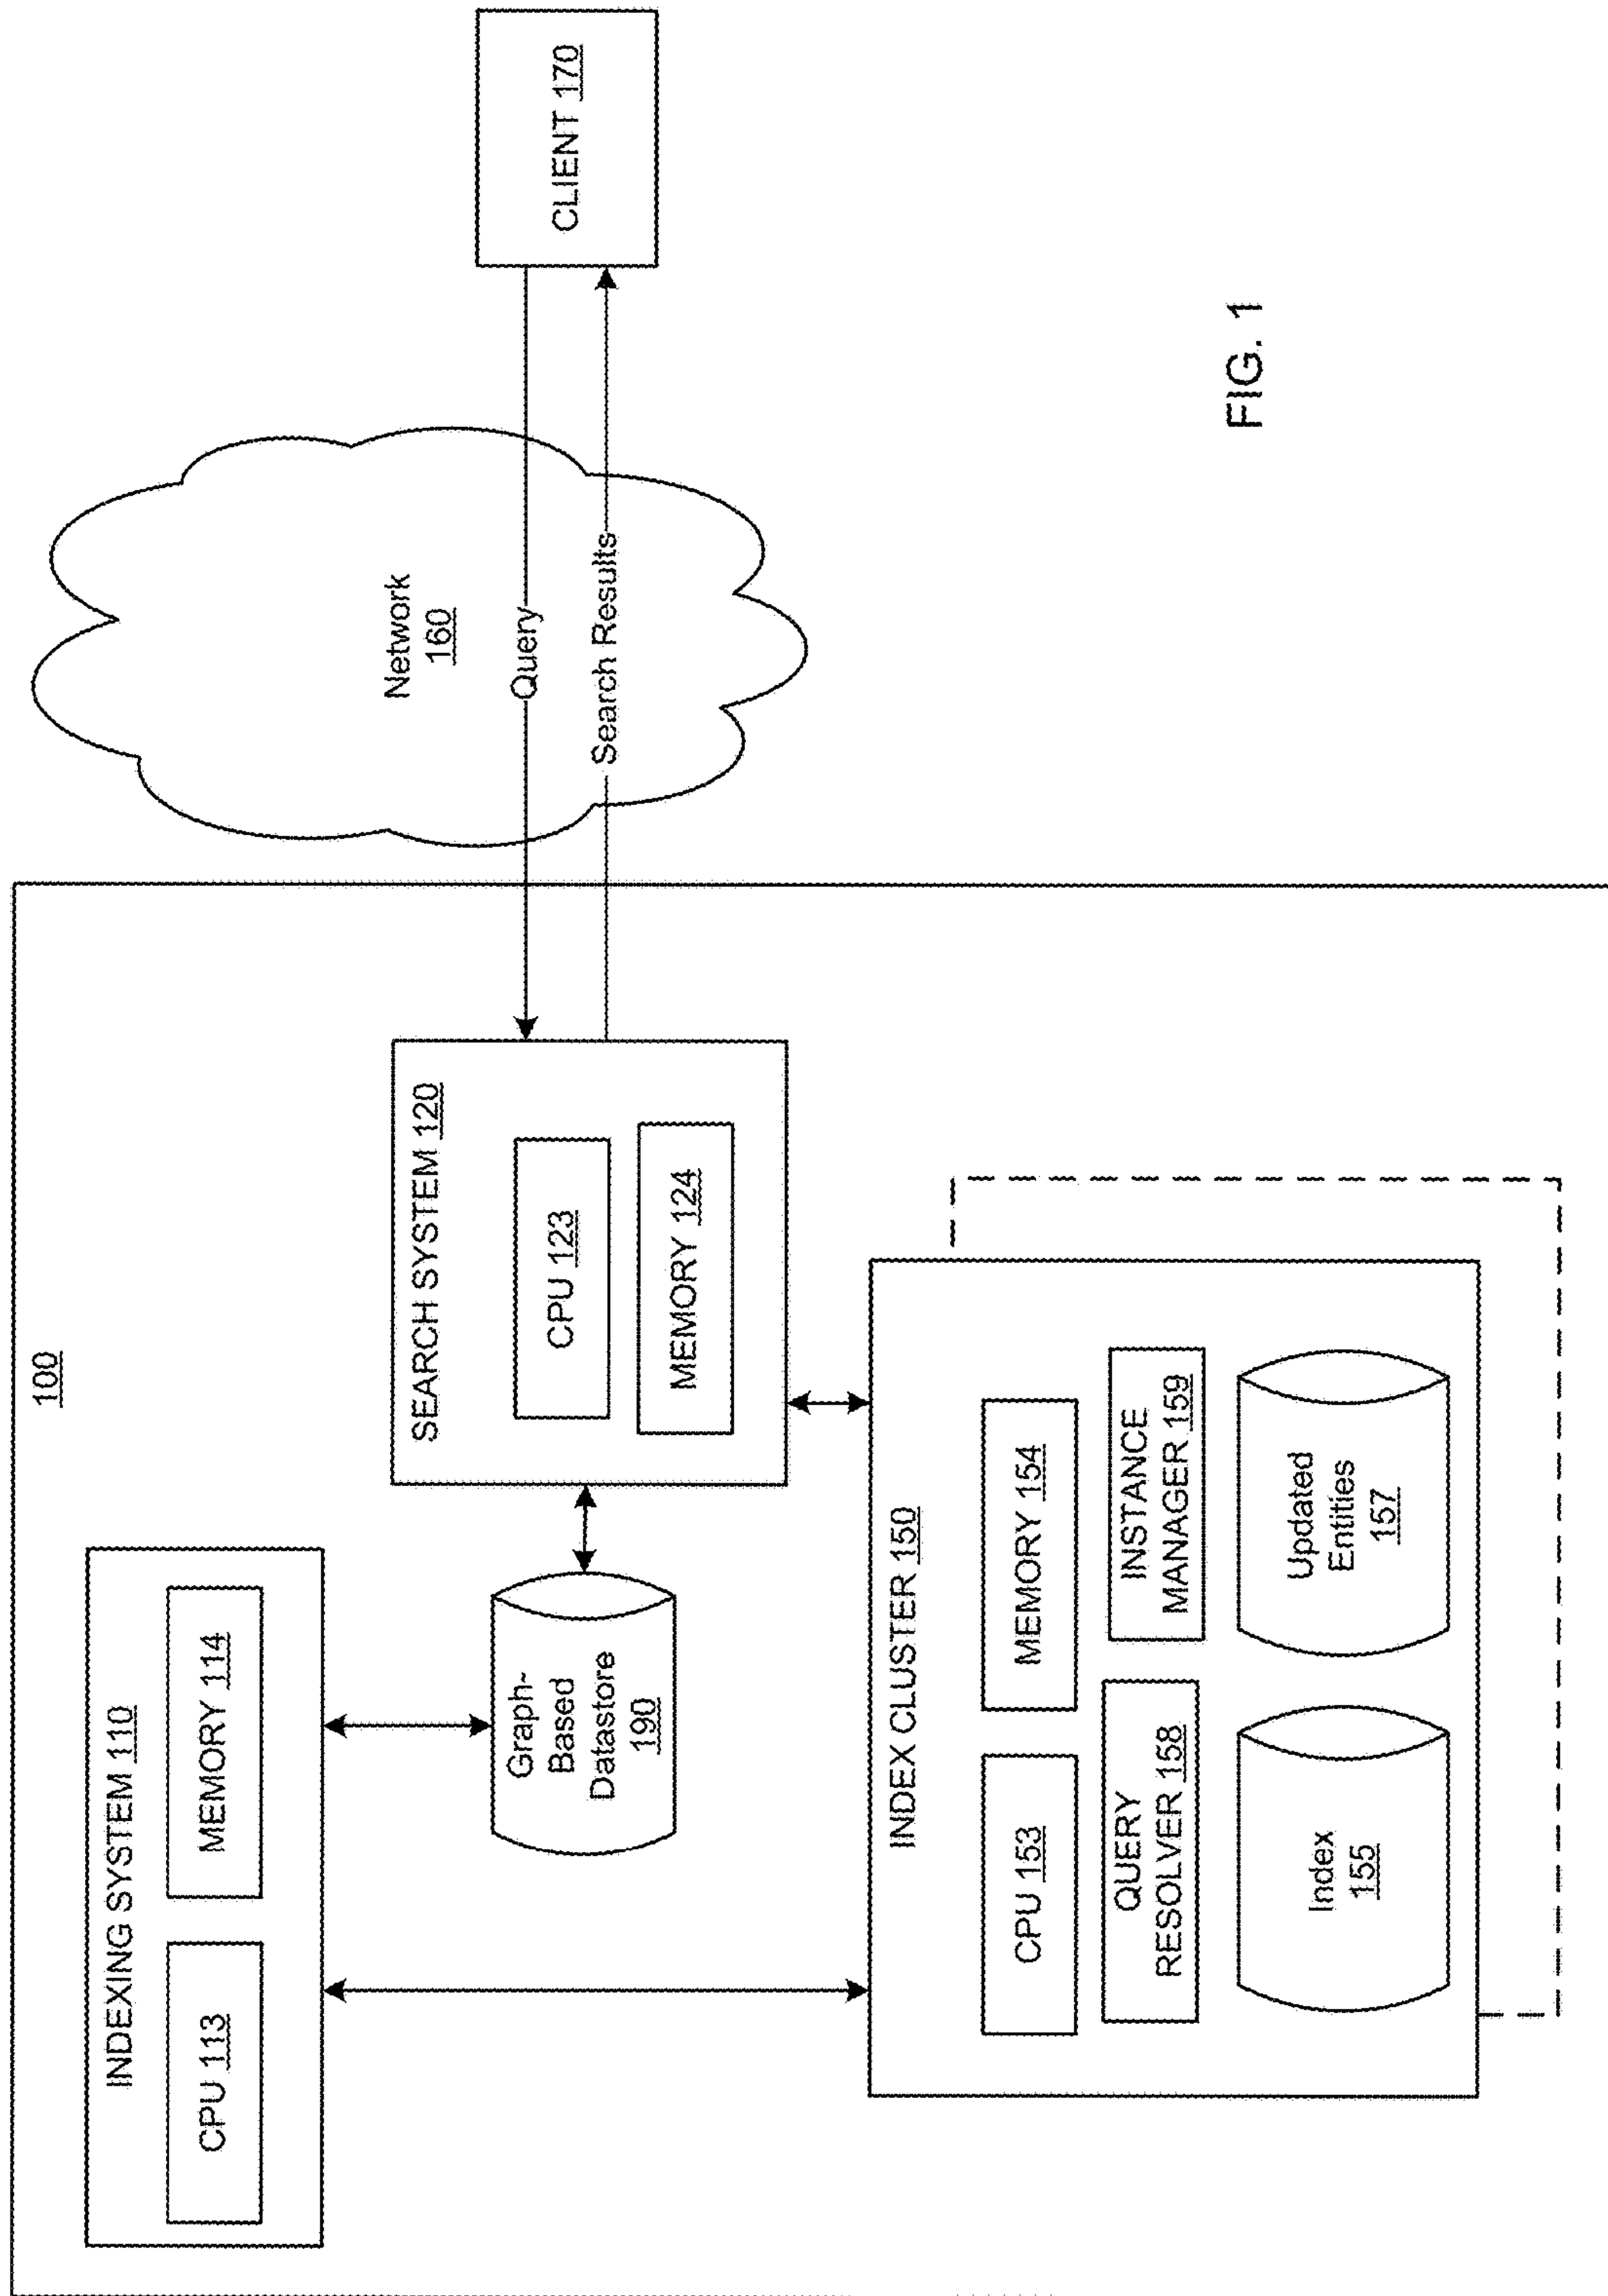 100
INDEXING SYSTEM 110
CPU 113
MEMORY 114
Graph-
Based
Datastore
190
SEARCH SYSTEM 120
CPU 123
MEMORY 124
Network
160
Query
Search Results
CLIENT 170
INDEX CLUSTER 150
CPU 153
MEMORY 154
QUERY
RESOLVER 158
INSTANCE
MANAGER 159
Index
155
Updated
Entities
157
FIG. 1